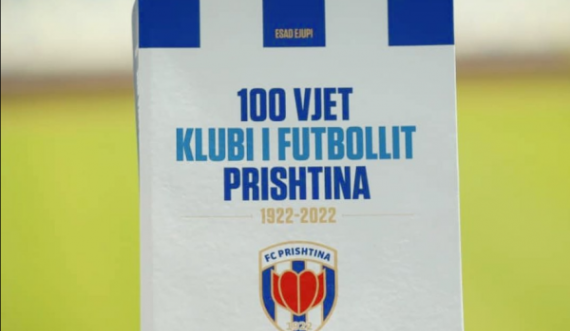 ESAD EJUPI
100 VJET
KLUBI I FUTBOLLIT
PRISHTINA
1922-2022
FC PRISHTINA